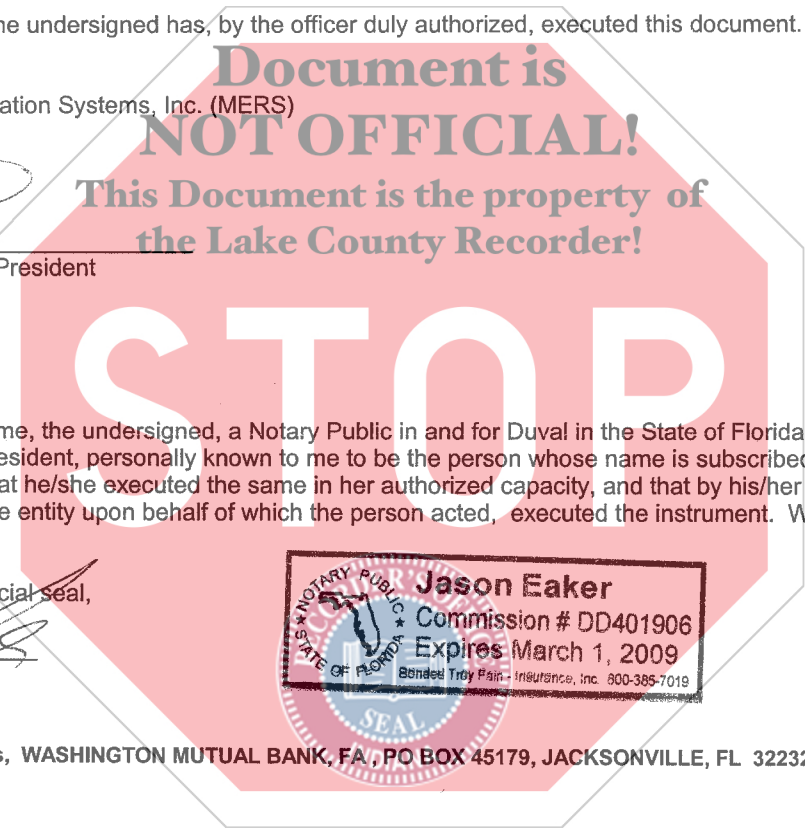 ne undersigned has, by the officer duly authorized, executed this document.
Document is
ation Systems, Inc. (MERS)
NOT OFFICIAL!
This Document is the property of
the Lake County Recorder!
President
STOP
me, the undersigned, a Notary Public in and for Duval in the State of Florida
esident, personally known to me to be the person whose name is subscribed
at he/she executed the same in her authorized capacity, and that by his/her
e entity upon behalf of which the person acted, executed the instrument. W
cial seal,
NOTARY PUBLIC
STATE OF FLORIDA
Jason Eaker
Commission # DD401906
Expires March 1, 2009
Bonded Troy Fain - Insurance, Inc. 800-385-7019
RECORDER'S OFFICE
SEAL
INDIANA
s, WASHINGTON MUTUAL BANK, FA , PO BOX 45179, JACKSONVILLE, FL 32232